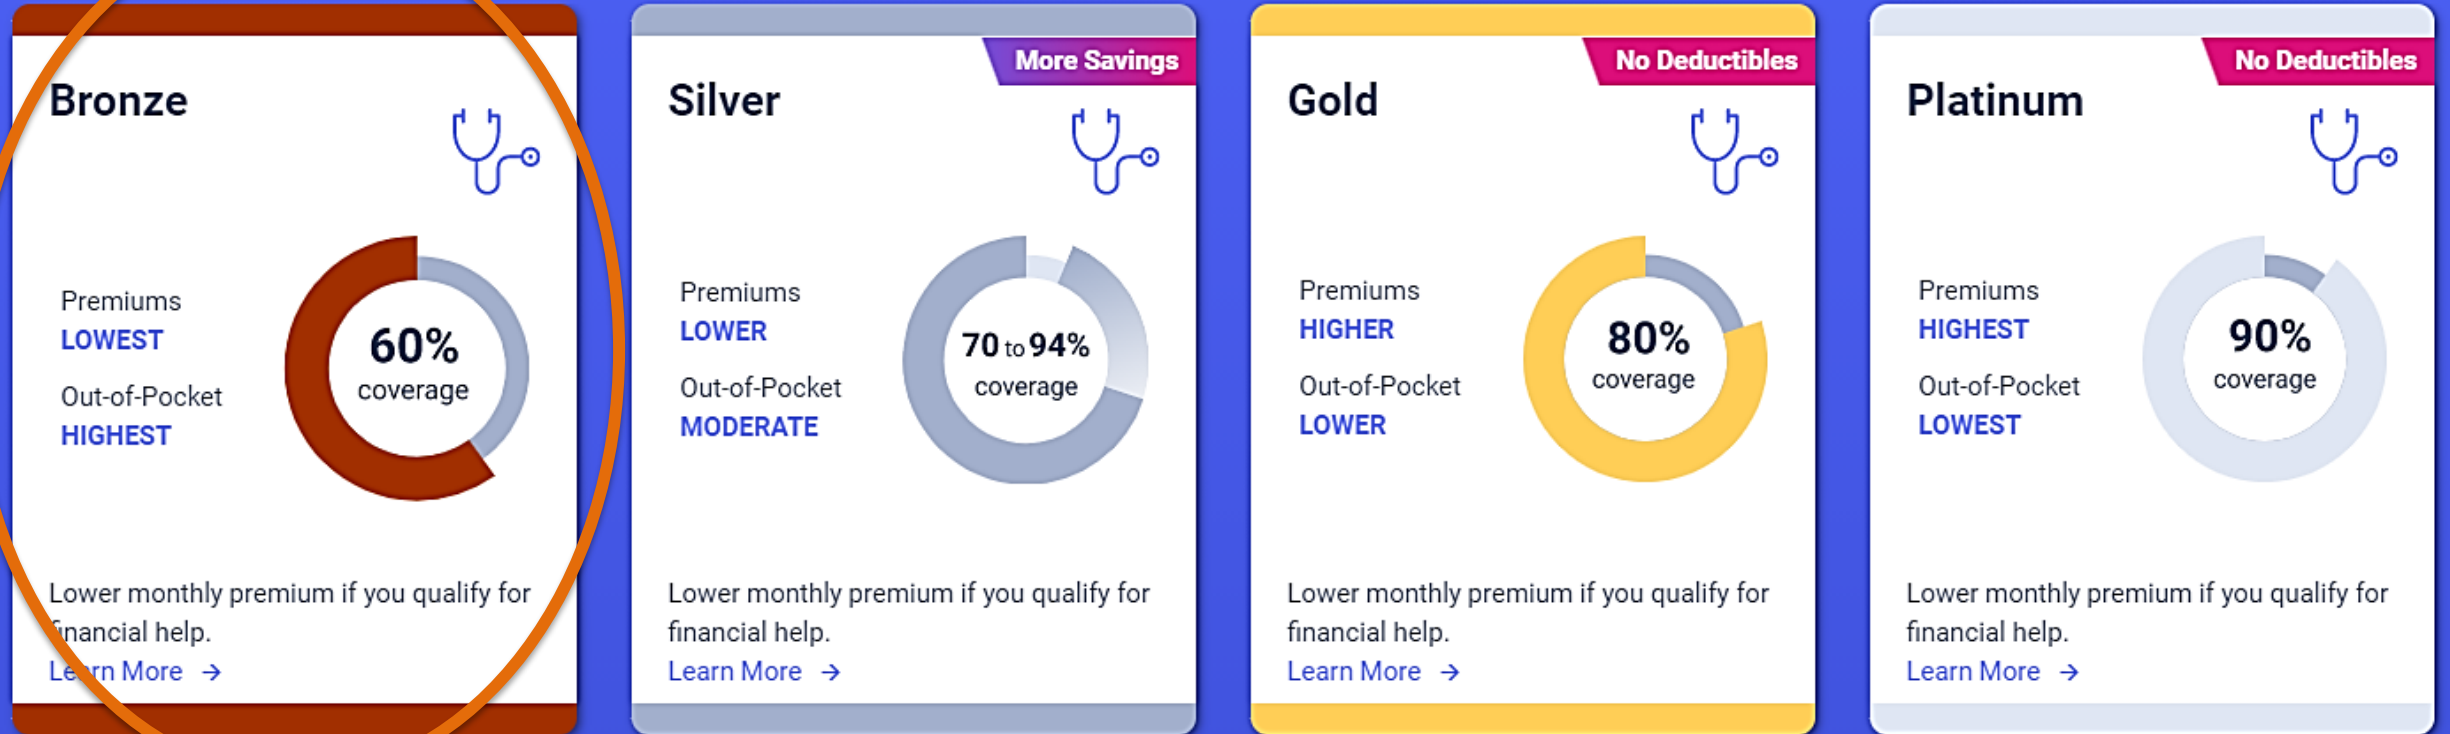 Bronze
Premiums
LOWEST
Out-of-Pocket
HIGHEST
60%
coverage
Lower monthly premium if you qualify for
financial help.
Learn More →
More Savings
Silver
Premiums
LOWER
Out-of-Pocket
MODERATE
70 to 94%
coverage
Lower monthly premium if you qualify for
financial help.
Learn More →
No Deductibles
Gold
Premiums
HIGHER
Out-of-Pocket
LOWER
80%
coverage
Lower monthly premium if you qualify for
financial help.
Learn More →
No Deductibles
Platinum
Premiums
HIGHEST
Out-of-Pocket
LOWEST
90%
coverage
Lower monthly premium if you qualify for
financial help.
Learn More →